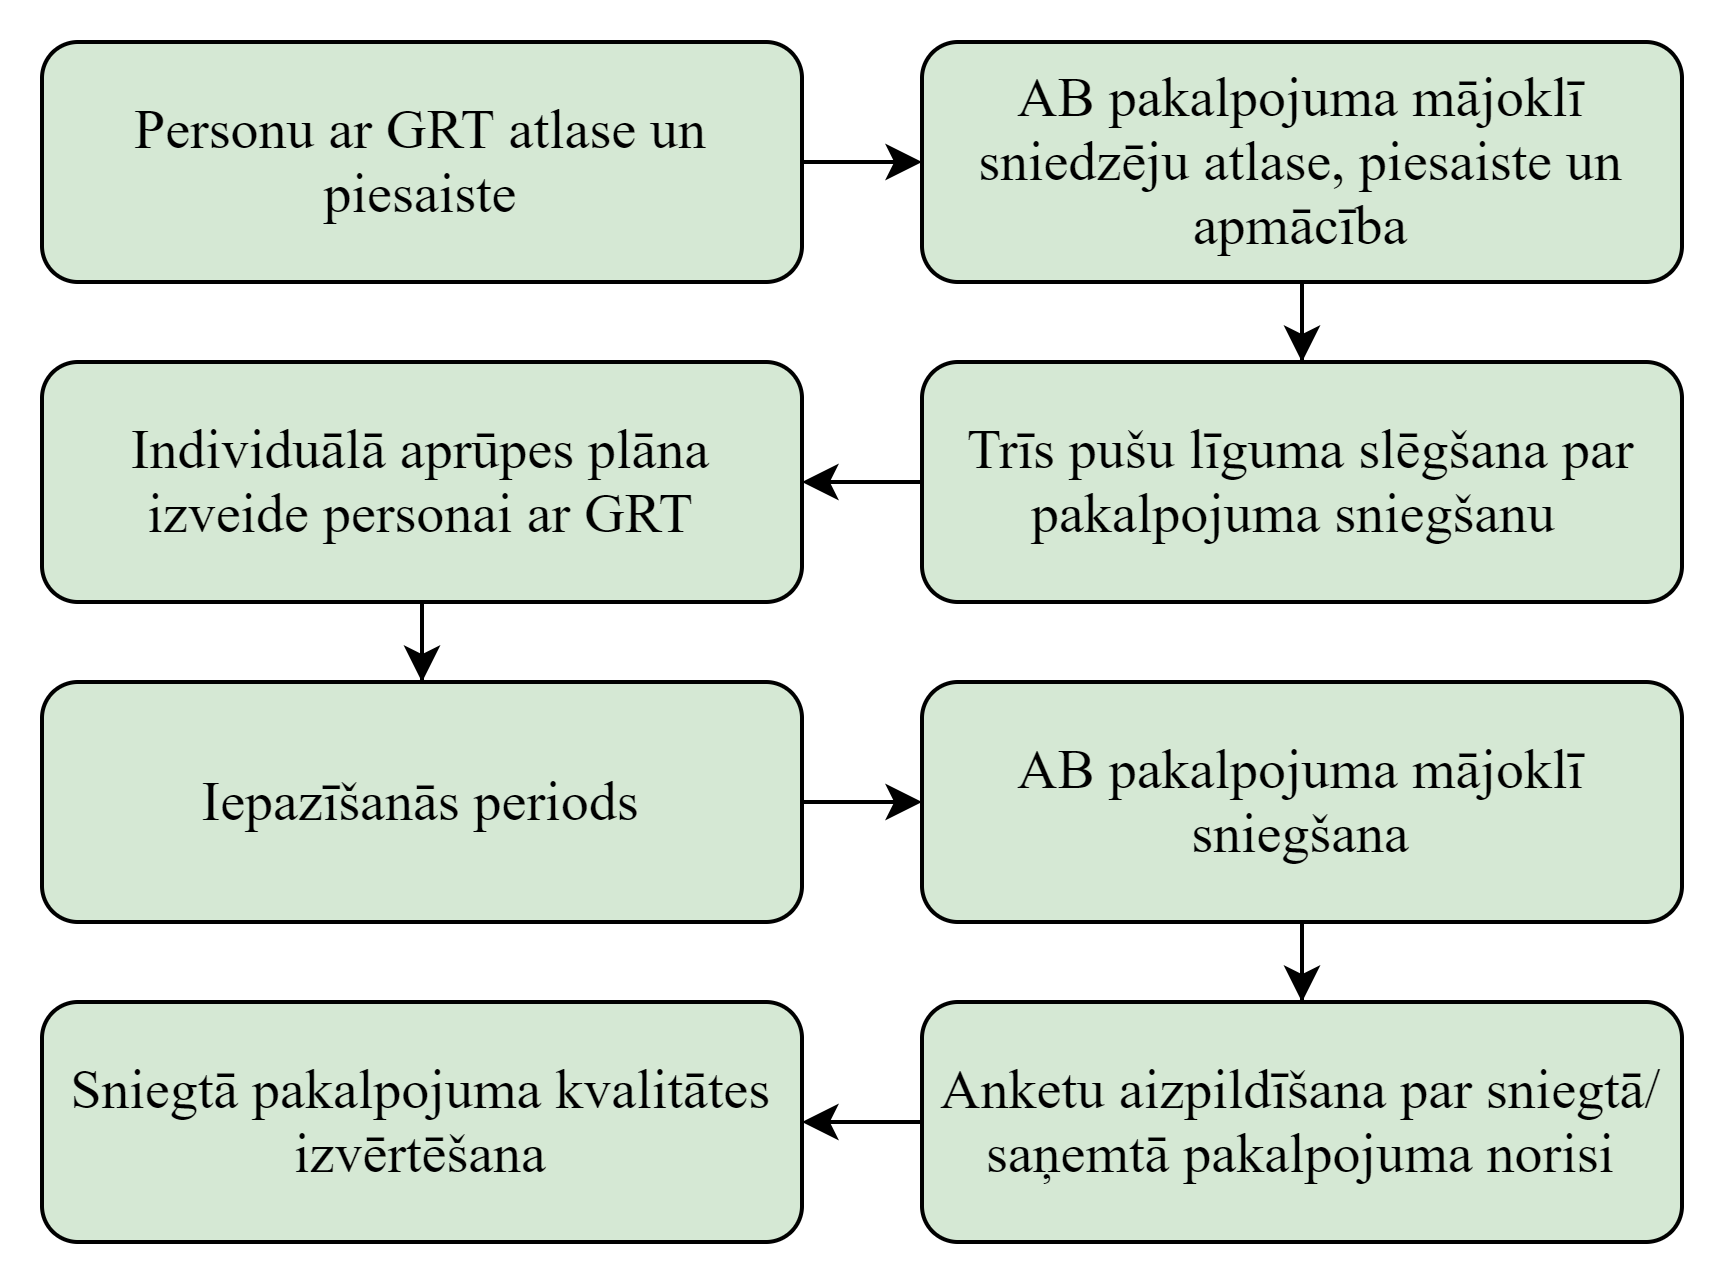 Personu ar GRT atlase un
piesaiste
AB pakalpojuma mājoklī
sniedzēju atlase, piesaiste un
apmācība
Trīs pušu līguma slēgšana par
pakalpojuma sniegšanu
Individuālā aprūpes plāna
izveide personai ar GRT
Iepazīšanās periods
AB pakalpojuma mājoklī
sniegšana
Anketu aizpildīšana par sniegtā/
saņemtā pakalpojuma norisi
Sniegtā pakalpojuma kvalitātes
izvērtēšana